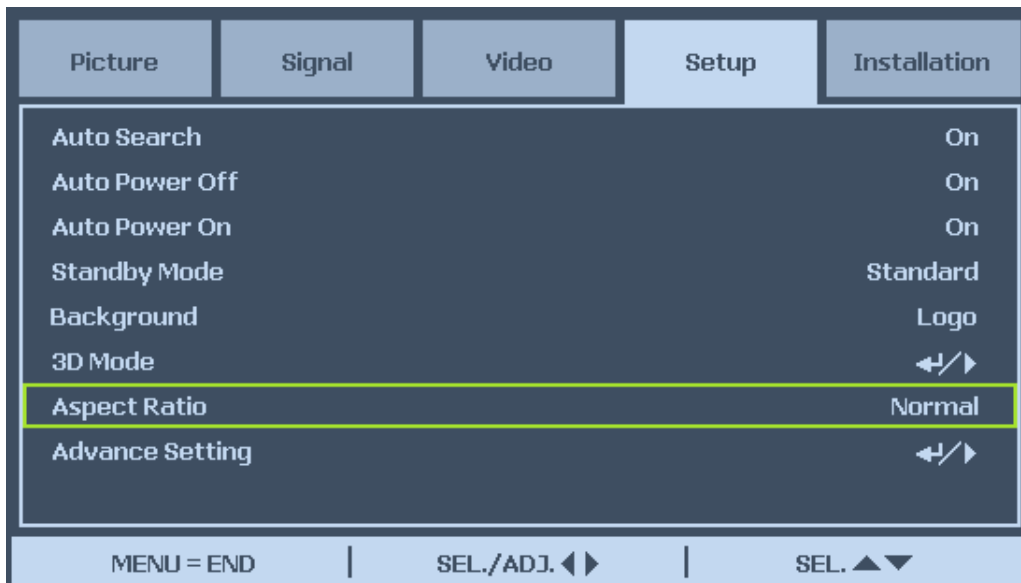 Picture Signal Video Setup Installation
Auto Search On
Auto Power Off On
Auto Power On On
Standby Mode Standard
Background Logo
3D Mode ↵/▶
Aspect Ratio Normal
Advance Setting ↵/▶
MENU = END | SEL./ADJ. ◀ ▶ | SEL. ▲▼